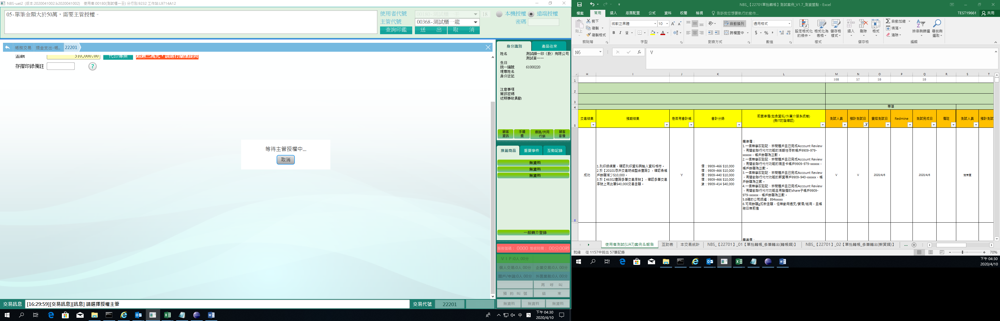 NBS-uat2 (版本:2020041002.b2020041002) 使用者:00180(測試櫃一壬) 分行別:9232 工作站:L9714A12
05-單筆金額大於50萬，需要主管授權。
使用者代號 00180-測試櫃一壬 18 本機授權 遠端授權
主管代號 00368-測試櫃一龍 密碼
查詢印鑑 送 出 取 消
帳務交易 現金支出-帳.. 22201
金額 510,000.00 代印傳票 超過三萬元，請進行關懷提問
存摺印錄備註 ?
等待主管授權中...
取消
身分識別 產品往來
姓名 測試顏一卯（股）有限公司
測試黃一一
生日
統一編號 61000220
理專姓名
身分註記
注意事項
簡訊密碼
近期事故異動
顧客資訊 手續費 通路/共同行銷 顧客影像
推薦商品 重要事件 互動記錄
無資料
無資料
無資料
一般轉介登錄
服務號碼： 0000 等候時間： 00分00秒
ＶＩＰ:0人 00分
個人交易:0人 00分 企業交易:0人 00分
開戶/申請:0人 00分 外匯業務:0人 00分
再 呼 叫
預 約 叫 號 結 束
無資料 無資料 無資料
交易訊息 [16:29:59][交易訊息][訊息] 請選擇授權主管 交易代號 22201
中 下午 04:30
2020/4/10
NBS_【22701單批轉帳】測試案例_V1.7_測資盤點 - Excel
檔案 常用 插入 版面配置 公式 資料 校閱 檢視 告訴我您想要執行的動作... TEST19661 共用
貼上 剪下 複製 複製格式 剪貼簿
微軟正黑體 10 B I U 字型
自動換列 跨欄置中 對齊方式
通用格式 $ % 數值
設定格式化的條件 格式化為表格 儲存格樣式 樣式
插入 刪除 格式 儲存格
自動加總 填滿 清除 排序與篩選 尋找與選取 編輯
N6 fx V
H I J K L M N O P Q R S T
1 108 57 59 59
2
3
4 專項
5 交易結果 預期結果 是否有會計帳 會計分錄 前置準備(包含資料/外圍介接系統等)
(與IT討論確認) 測試人員 預計測試日 實際測試日 Redmine 測試完成日 備註 測試人員 預計測試
6 成功
1.列印錄網單，確認列印資料與輸入資料相符。
2.於【20101存戶交易明細整合查詢】，確認各帳
戶餘額減少$10,000。
3.於【46302查詢多筆交易序號】，確認多筆交易
序號上有此筆$40,000交易金額。
Y
借：9909-466 $10,000
借：9909-466 $10,000
借：9909-440 $10,000
借：9909-466 $10,000
貸：9909-414 $40,000
需準備：
1.一個無事故註記、非問題戶且已完成Account Review
，有開啟聯行代付功能的活期性存款帳戶9909-979-
xxxxxx，帳戶餘額為正數。
2.一個無事故註記、非問題戶且已完成Account Review
，有開啟聯行代付功能的現金卡帳戶9909-979-xxxxxx，
帳戶餘額為正數。
3.一個無事故註記、非問題戶且已完成Account Review
，有開啟聯行代付功能的薪資專戶9909-940-xxxxxx，帳
戶餘額為正數。
4.一個無事故註記、非問題戶且已完成Account Review
，有開啟聯行代付功能且有發摺的share子帳戶9909-
979-xxxxxx，帳戶餘額為正數。
5.8碼的公司統編：894xxxxx
6.可用餘額≧扣款金額，但無動用透支/質借/抵用，且帳
務日無前進
V V 2020/4/6 2020/4/6 施芳宜
需準備：
使用者測試(UAT)案例＆報告 互助表 本交易統計 NBS_【22701】_01【單批轉帳_多筆轉出(轉帳類)】 NBS_【22701】_02【單批轉帳_多筆轉出(薪資類)】 ...
就緒 從 1157中找出 57筆記錄 70%
下午 04:30
2020/4/10